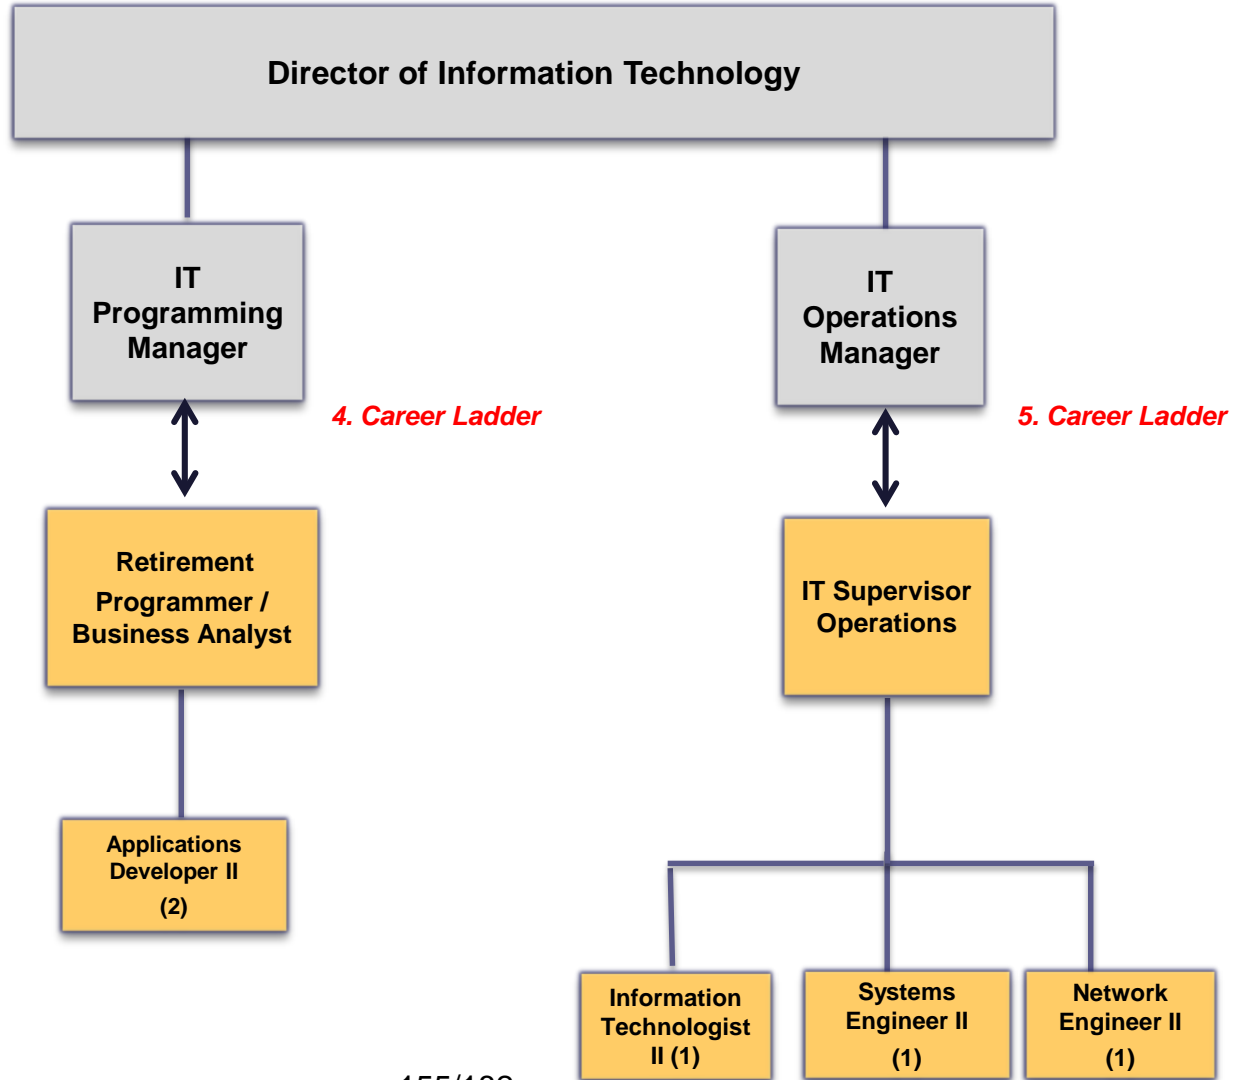 Director of Information Technology
IT
Programming
Manager
IT
Operations
Manager
4. Career Ladder
5. Career Ladder
Retirement
Programmer /
Business Analyst
IT Supervisor
Operations
Applications
Developer II
(2)
Information
Technologist
II (1)
Systems
Engineer II
(1)
Network
Engineer II
(1)